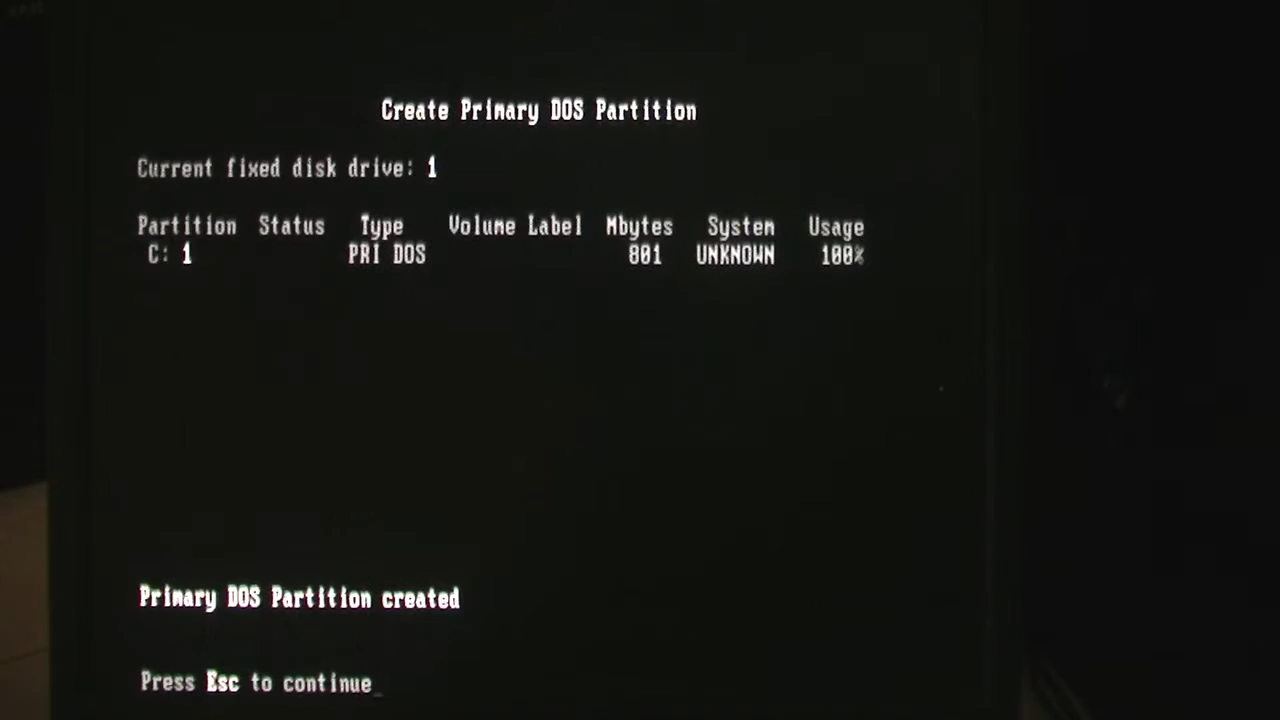 Create Primary DOS Partition
Current fixed disk drive: 1
Partition Status Type Volume Label Mbytes System Usage
C: 1 PRI DOS 801 UNKNOWN 100%
Primary DOS Partition created
Press Esc to continue_